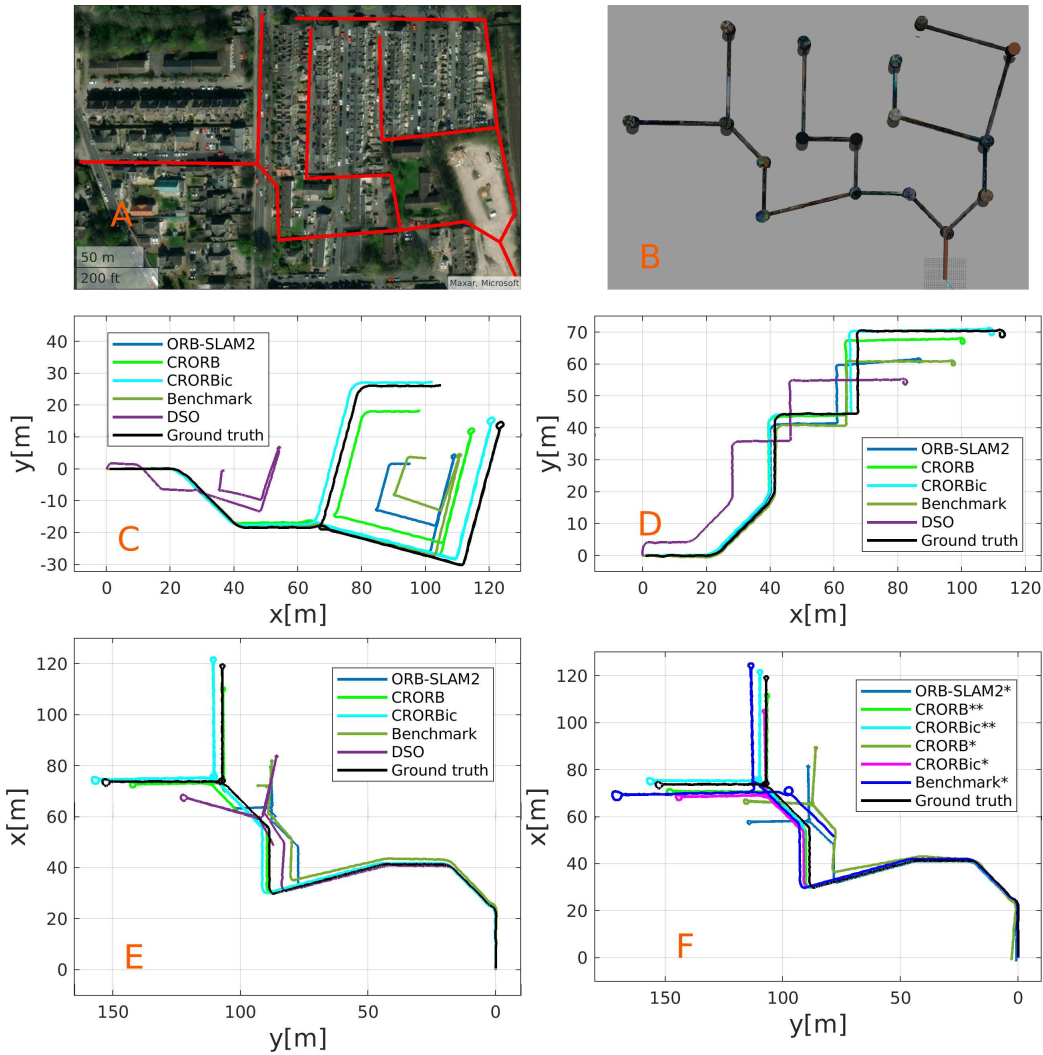 A
50 m
200 ft
Maxar, Microsoft
B
40
30
20
10
0
-10
-20
-30
y[m]
ORB-SLAM2
CRORB
CRORBic
Benchmark
DSO
Ground truth
C
0 20 40 60 80 100 120
x[m]
70
60
50
40
30
20
10
0
y[m]
ORB-SLAM2
CRORB
CRORBic
Benchmark
DSO
Ground truth
D
0 20 40 60 80 100 120
x[m]
120
100
80
60
40
20
0
x[m]
ORB-SLAM2
CRORB
CRORBic
Benchmark
DSO
Ground truth
E
150 100 50 0
y[m]
120
100
80
60
40
20
0
x[m]
ORB-SLAM2*
CRORB**
CRORBic**
CRORB*
CRORBic*
Benchmark*
Ground truth
F
150 100 50 0
y[m]